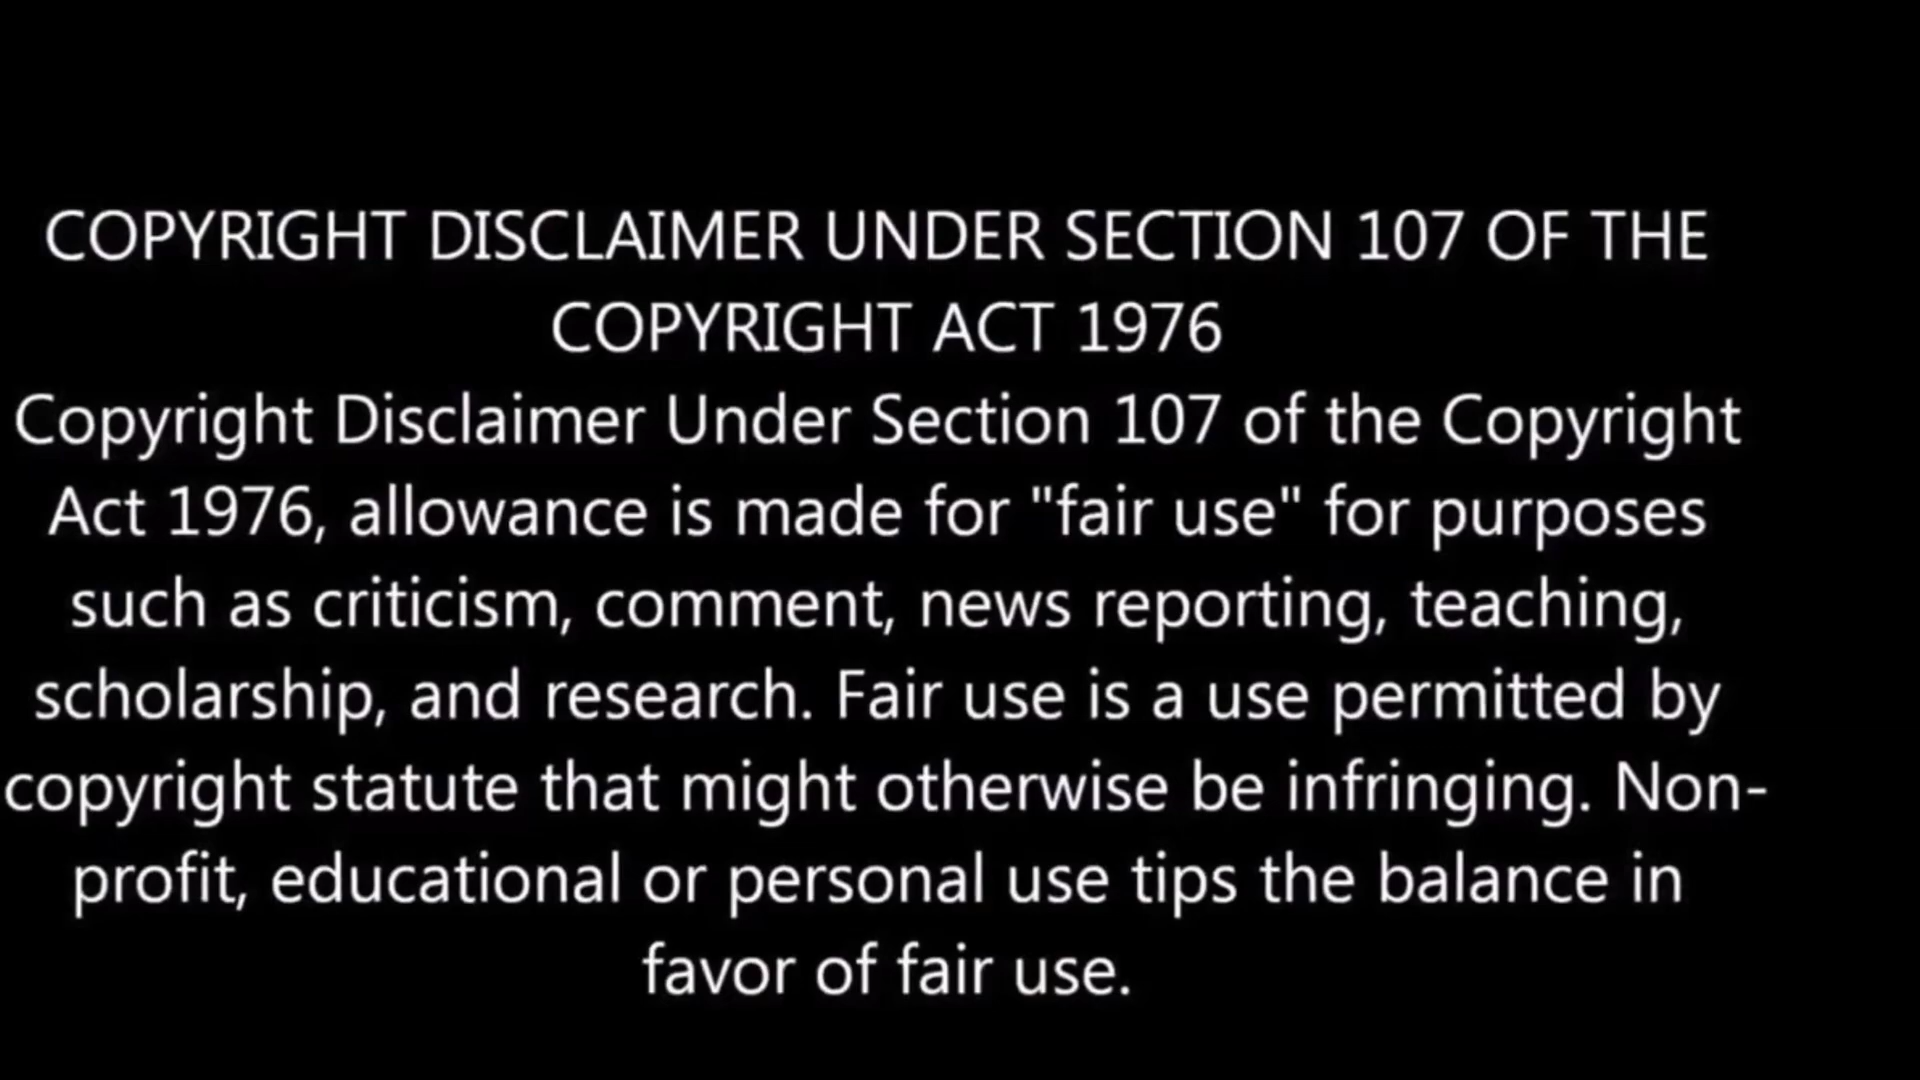 COPYRIGHT DISCLAIMER UNDER SECTION 107 OF THE
COPYRIGHT ACT 1976
Copyright Disclaimer Under Section 107 of the Copyright
Act 1976, allowance is made for "fair use" for purposes
such as criticism, comment, news reporting, teaching,
scholarship, and research. Fair use is a use permitted by
copyright statute that might otherwise be infringing. Non-
profit, educational or personal use tips the balance in
favor of fair use.